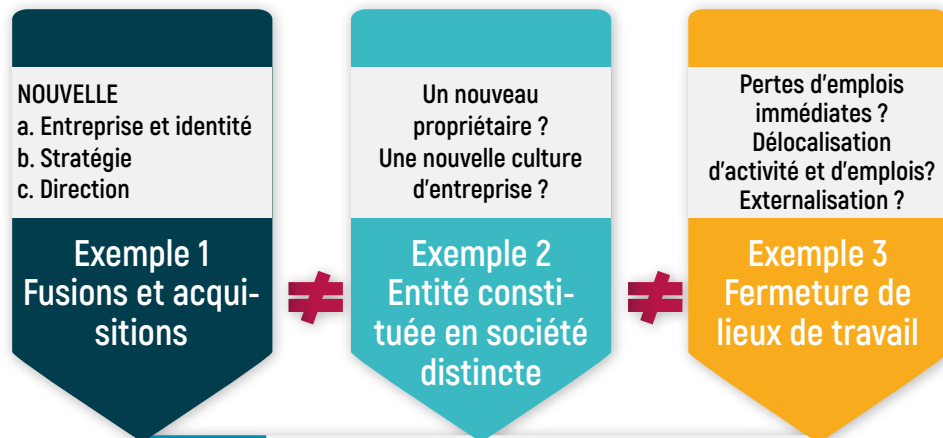 NOUVELLE
a. Entreprise et identité
b. Stratégie
c. Direction
Exemple 1
Fusions et acqui-
sitions
≠
Un nouveau
propriétaire ?
Une nouvelle culture
d'entreprise ?
Exemple 2
Entité consti-
tuée en société
distincte
≠
Pertes d'emplois
immédiates ?
Délocalisation
d'activité et d'emplois?
Externalisation ?
Exemple 3
Fermeture de
lieux de travail